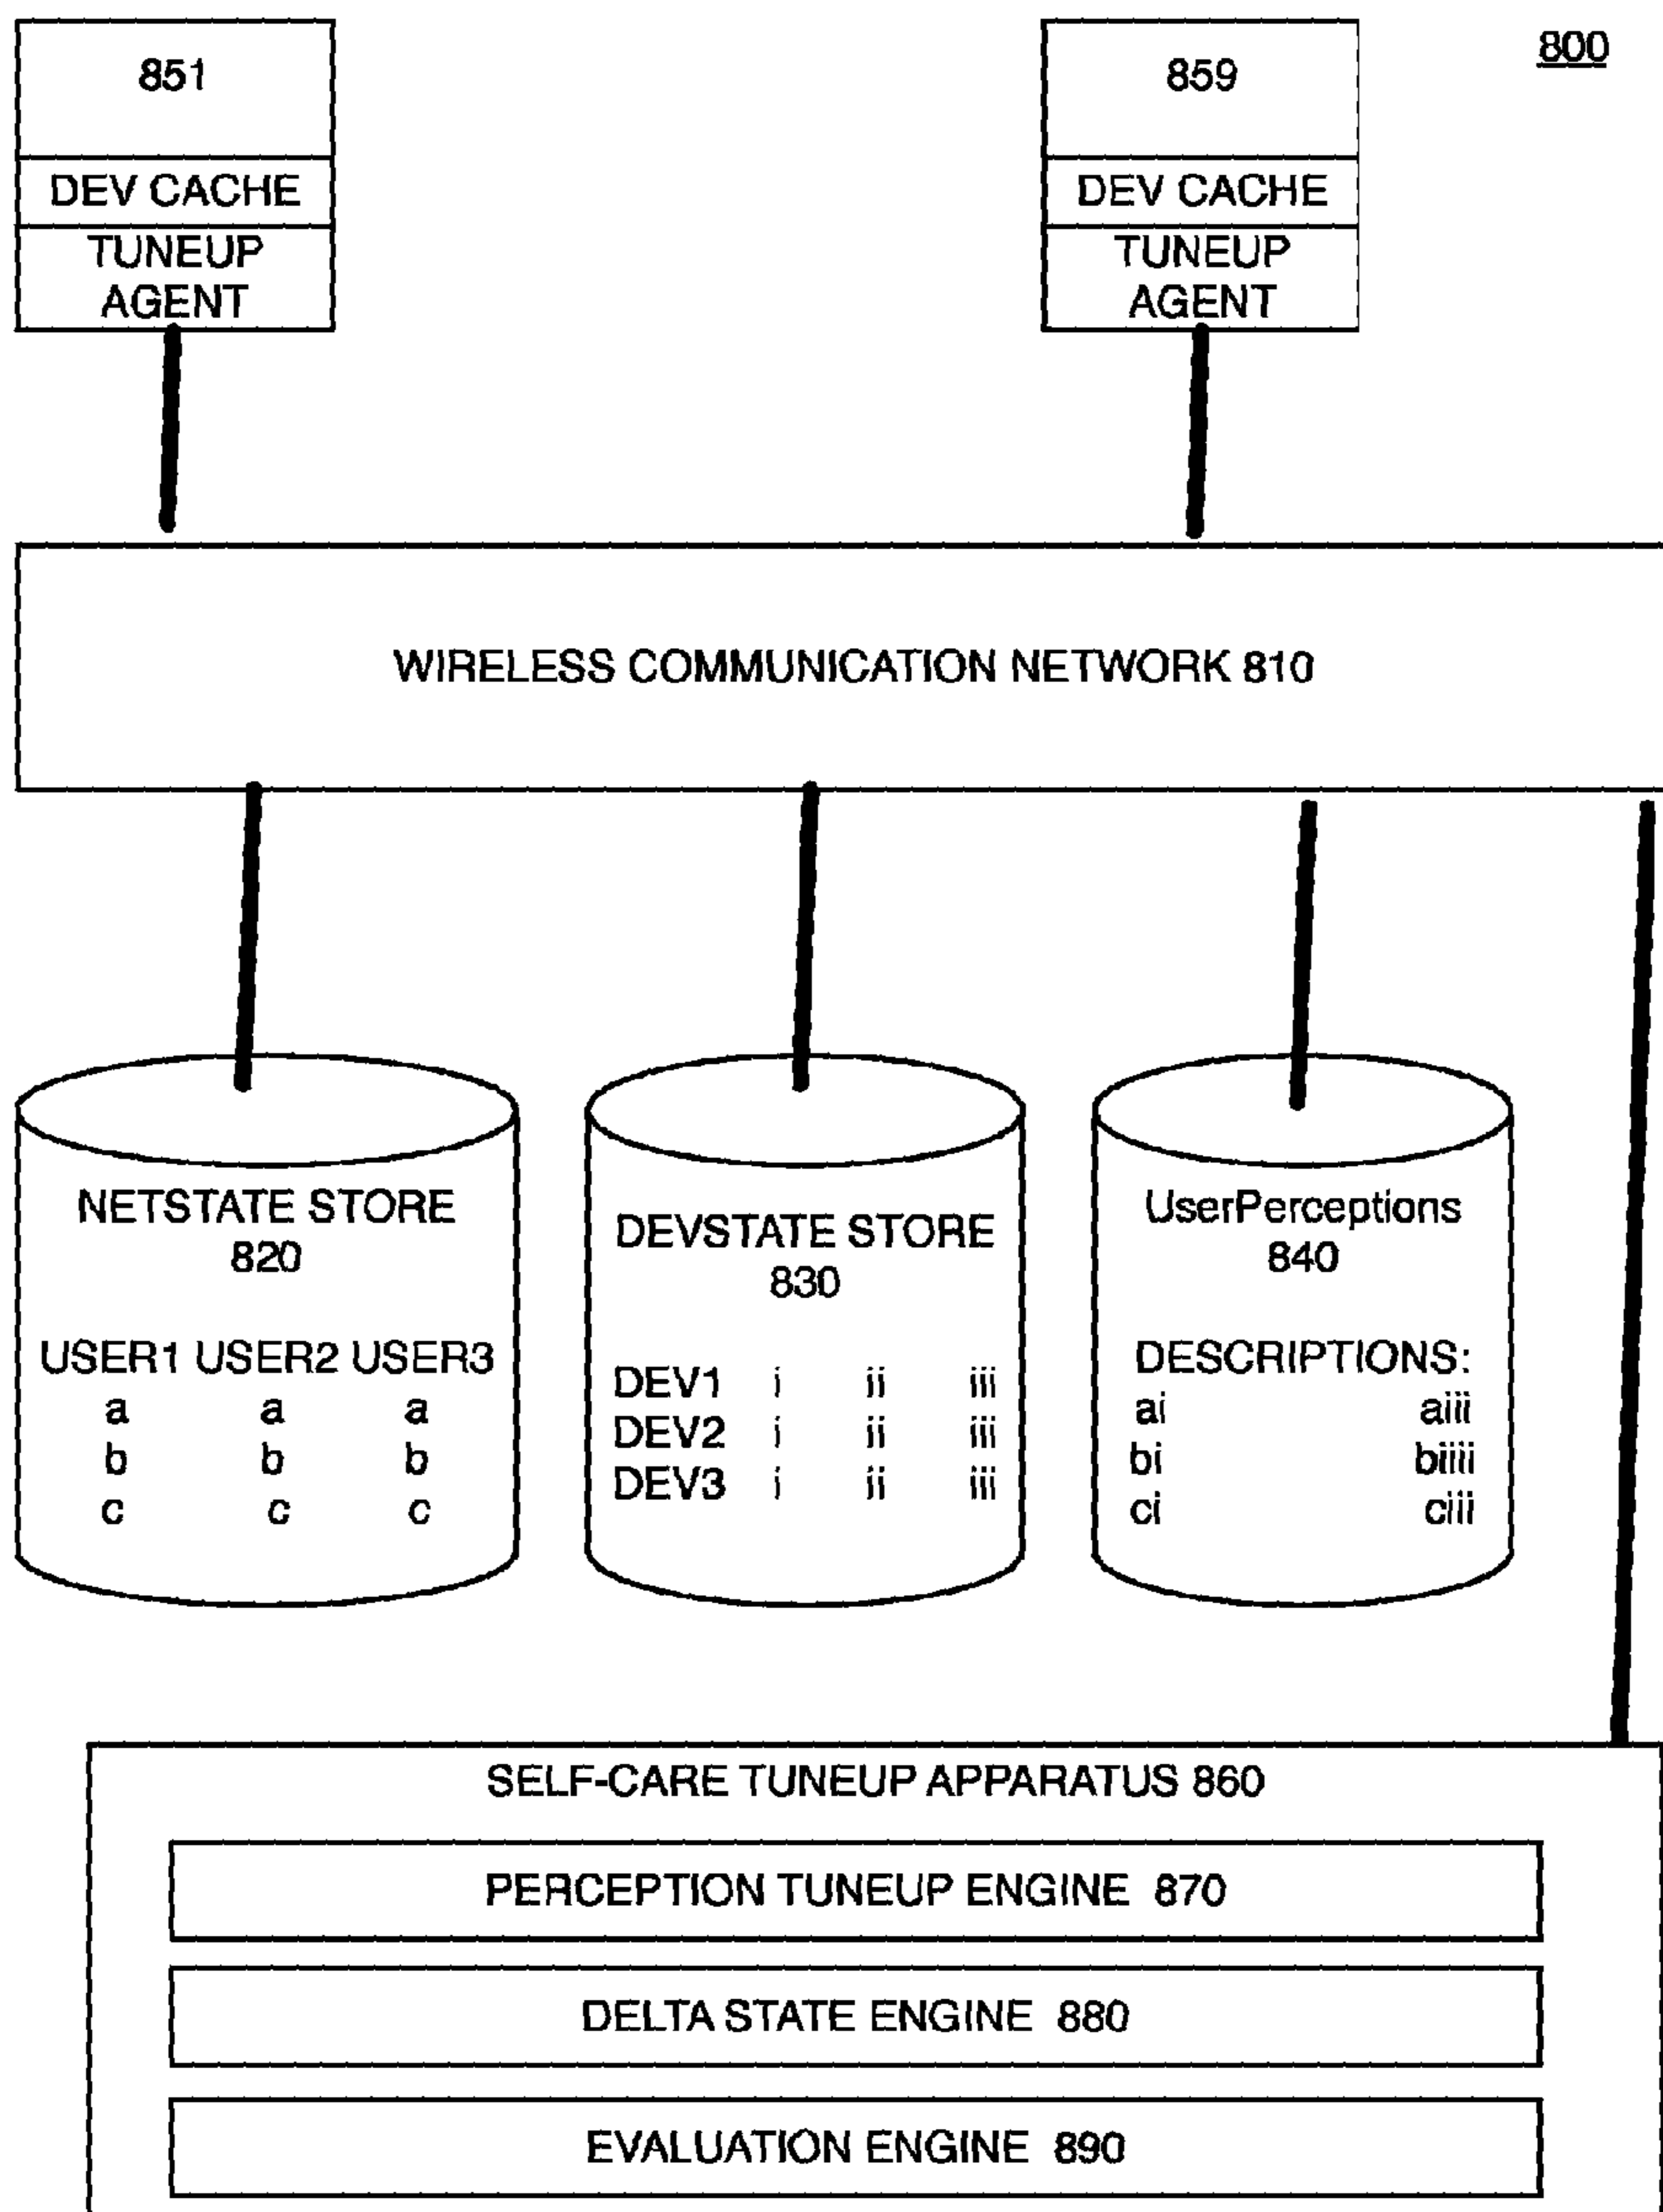 800
851
DEV CACHE
TUNEUP
AGENT
859
DEV CACHE
TUNEUP
AGENT
WIRELESS COMMUNICATION NETWORK 810
NETSTATE STORE
820
USER1 USER2 USER3
a a a
b b b
c c c
DEVSTATE STORE
830
DEV1 i ii iii
DEV2 i ii iii
DEV3 i ii iii
UserPerceptions
840
DESCRIPTIONS:
ai aiii
bi biiii
ci ciii
SELF-CARE TUNEUP APPARATUS 860
PERCEPTION TUNEUP ENGINE 870
DELTA STATE ENGINE 880
EVALUATION ENGINE 890